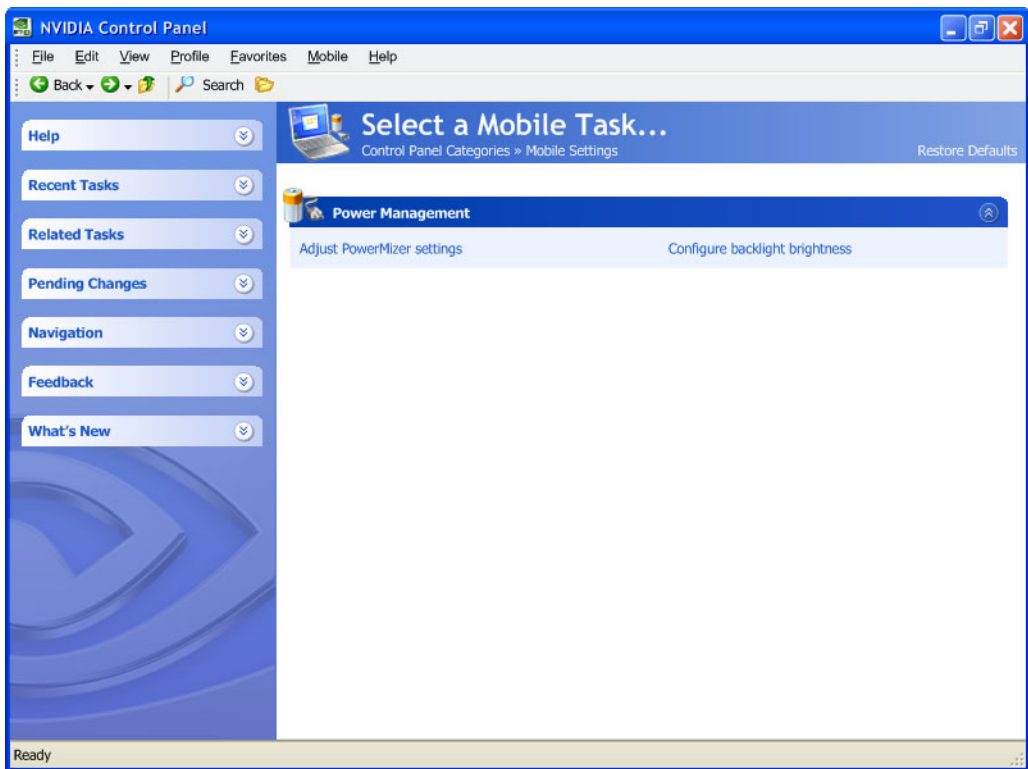 NVIDIA Control Panel
File Edit View Profile Favorites Mobile Help
Back Search
Help
Recent Tasks
Related Tasks
Pending Changes
Navigation
Feedback
What's New
Select a Mobile Task...
Control Panel Categories » Mobile Settings
Restore Defaults
Power Management
Adjust PowerMizer settings
Configure backlight brightness
Ready